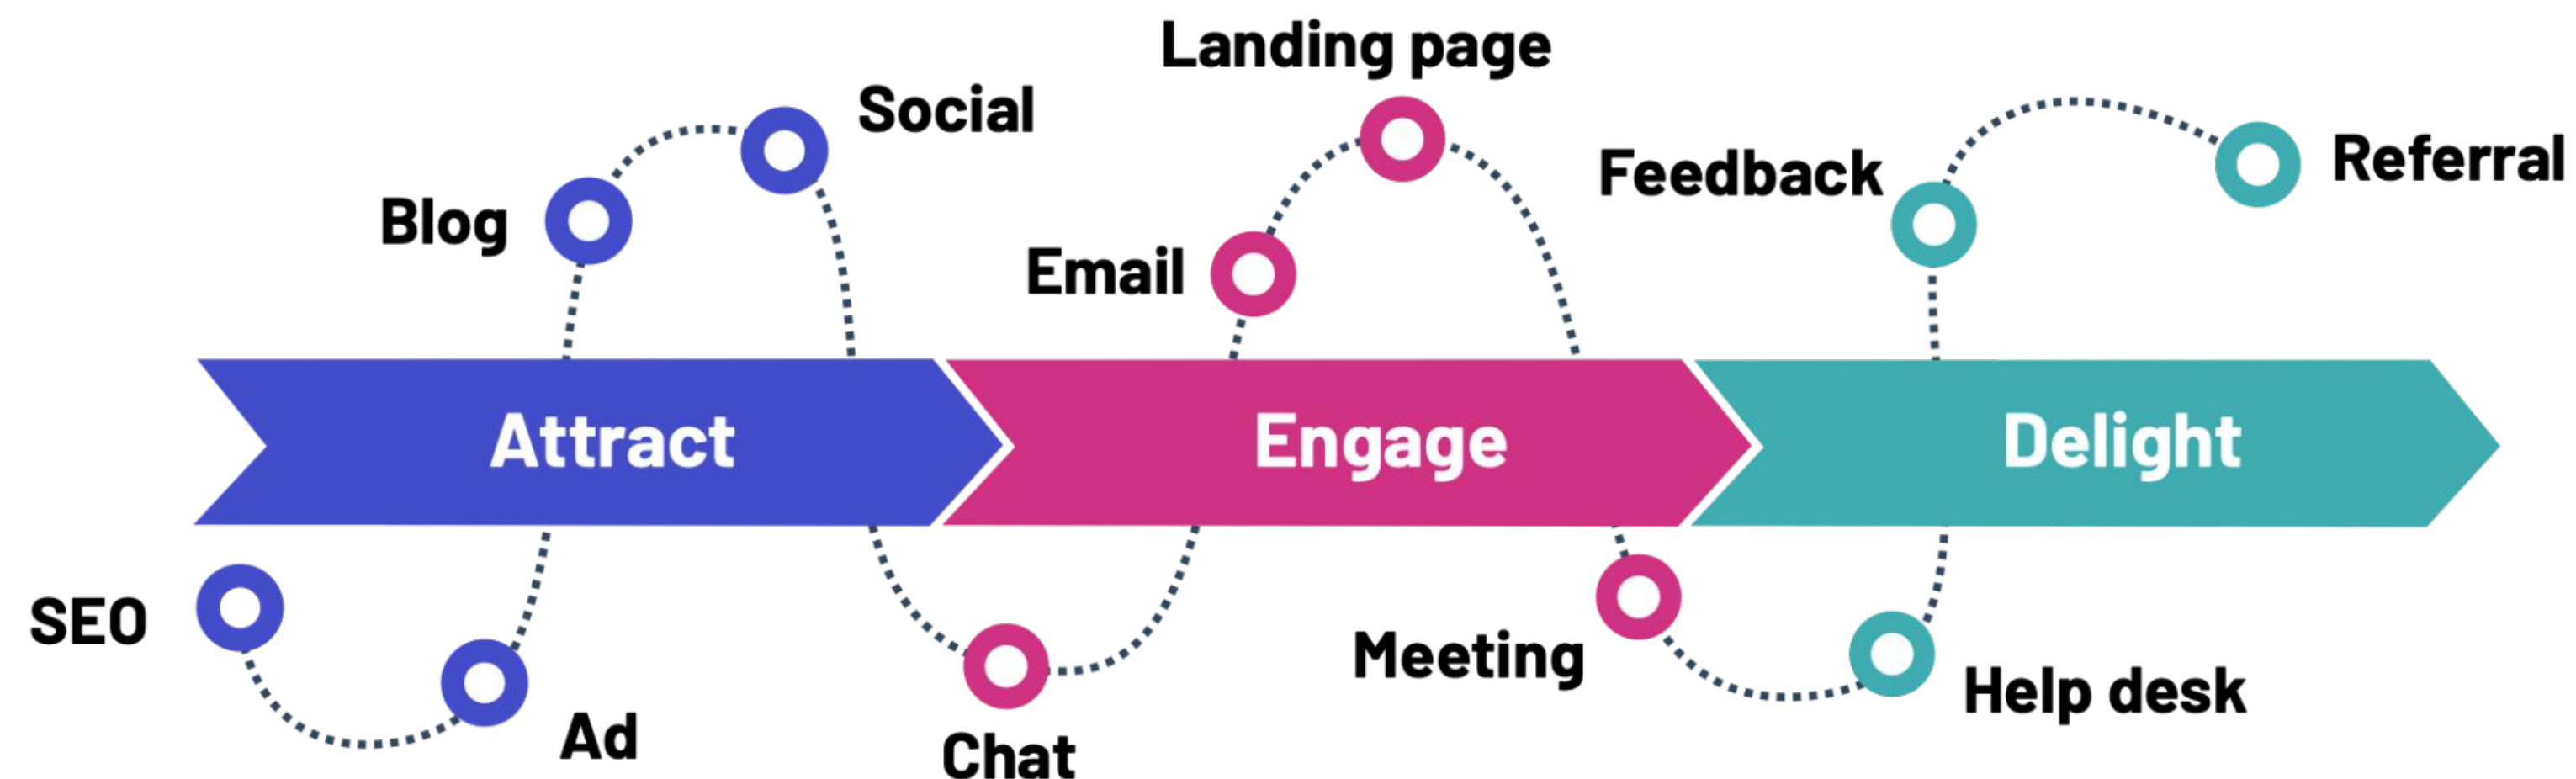 Landing page
Social
Feedback
Referral
Blog
Email
Attract
Engage
Delight
SEO
Meeting
Help desk
Ad
Chat